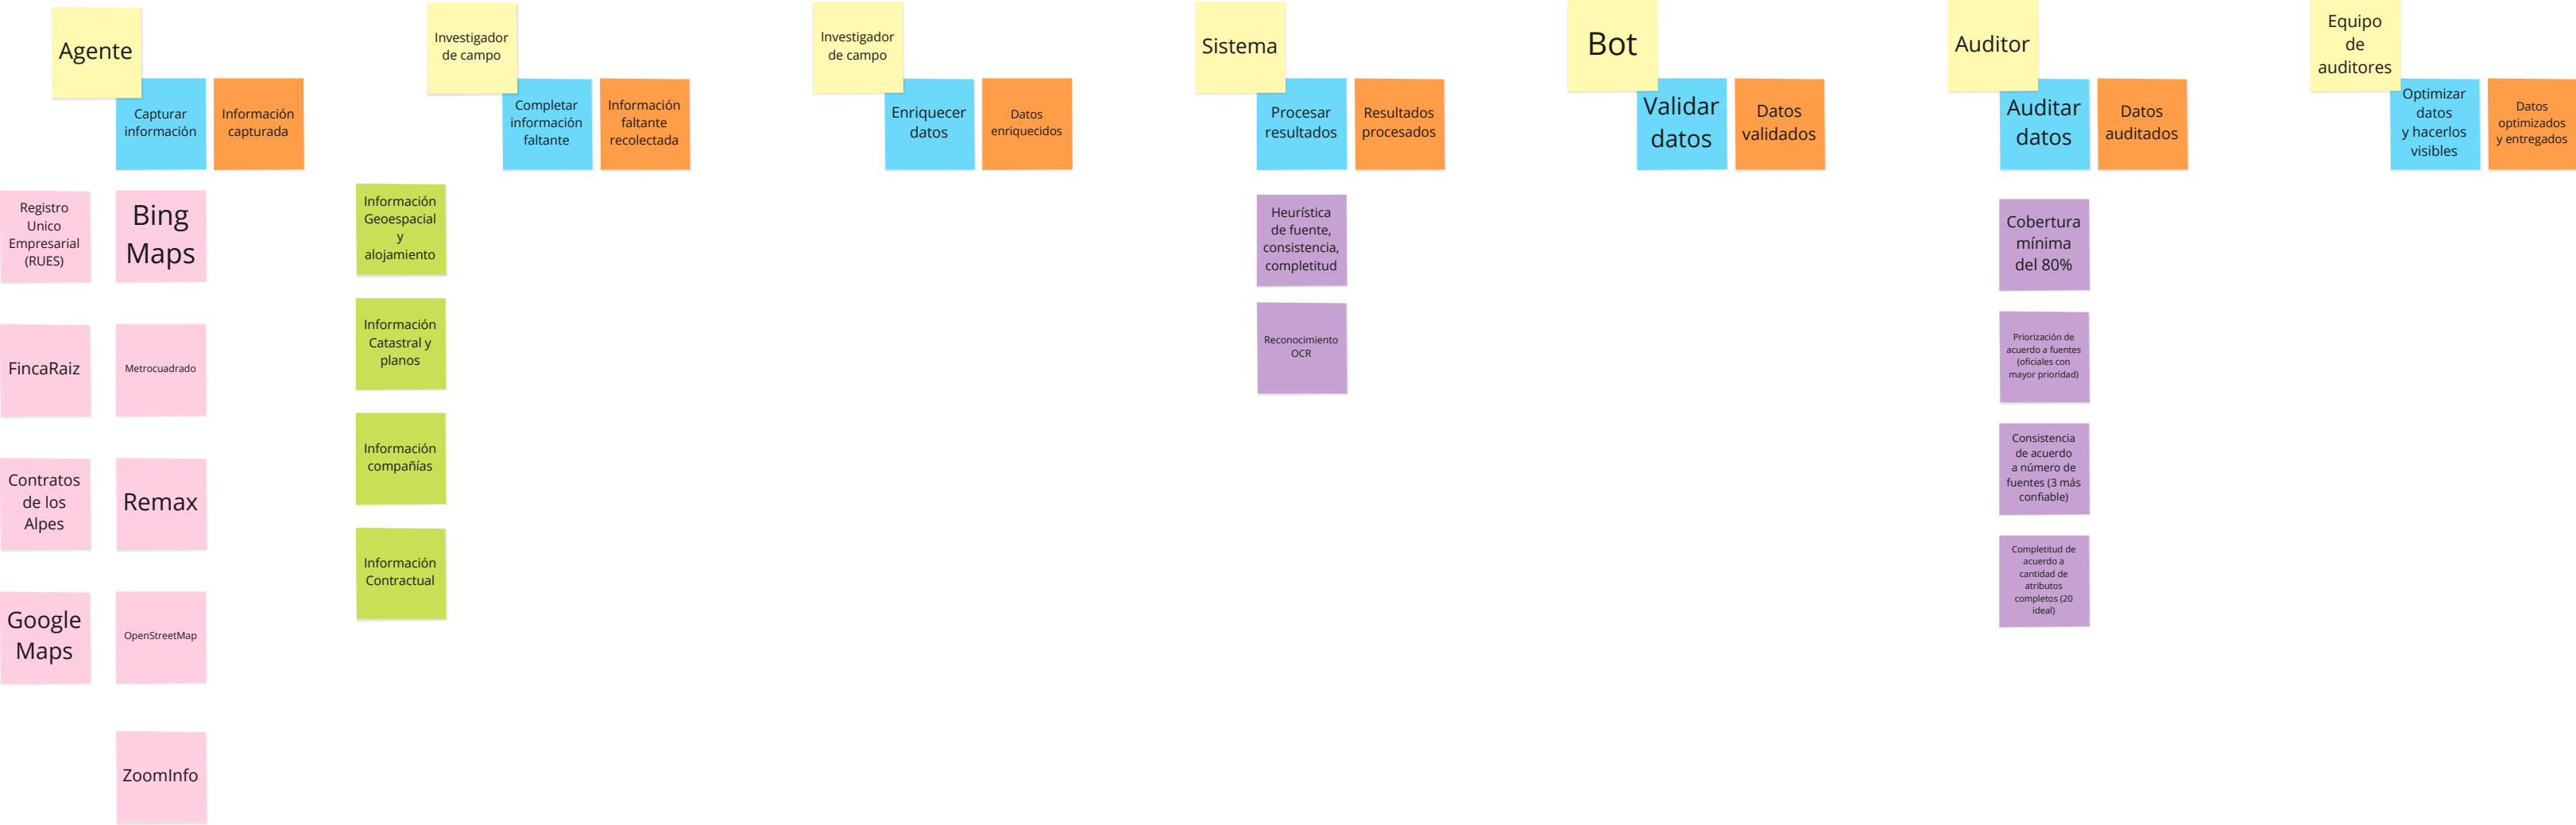 Agente
Capturar
información
Información
capturada
Registro
Unico
Empresarial
(RUES)
Bing
Maps
FincaRaiz
Metrocuadrado
Contratos
de los
Alpes
Remax
Google
Maps
OpenStreetMap
ZoomInfo
Investigador
de campo
Completar
información
faltante
Información
faltante
recolectada
Información
Geoespacial
y
alojamiento
Información
Catastral y
planos
Información
compañías
Información
Contractual
Investigador
de campo
Enriquecer
datos
Datos
enriquecidos
Sistema
Procesar
resultados
Resultados
procesados
Heurística
de fuente,
consistencia,
completitud
Reconocimiento
OCR
Bot
Validar
datos
Datos
validados
Auditor
Auditar
datos
Datos
auditados
Cobertura
mínima
del 80%
Priorización de
acuerdo a fuentes
(oficiales con
mayor prioridad)
Consistencia
de acuerdo
a número de
fuentes (3 más
confiable)
Completitud de
acuerdo a
cantidad de
atributos
completos (20
ideal)
Equipo
de
auditores
Optimizar
datos
y hacerlos
visibles
Datos
optimizados
y entregados